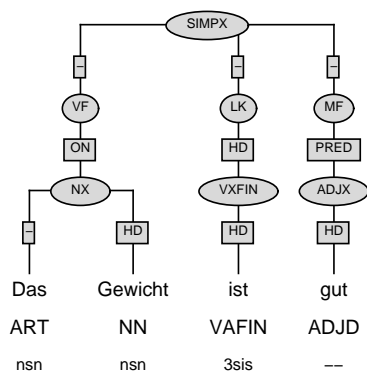 SIMPX
– – –
VF LK MF
ON HD PRED
NX VXFIN ADJX
– HD HD HD
Das Gewicht ist gut
ART NN VAFIN ADJD
nsn nsn 3sis --